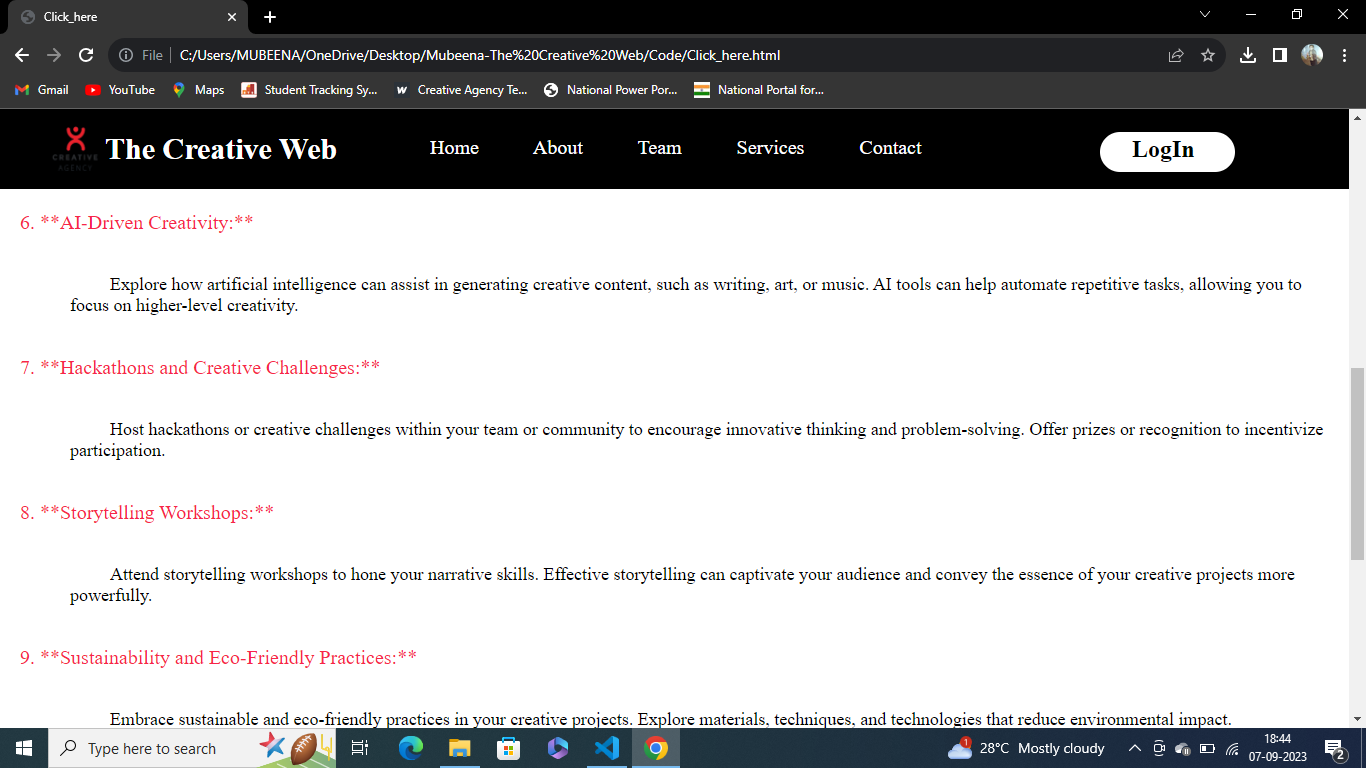 Click_here
File
C:/Users/MUBEENA/OneDrive/Desktop/Mubeena-The%20Creative%20Web/Code/Click_here.html
Gmail YouTube Maps Student Tracking Sy... Creative Agency Te... National Power Por... National Portal for...
CREATIVE
AGENCY
The Creative Web
Home About Team Services Contact LogIn
6. **AI-Driven Creativity:**
Explore how artificial intelligence can assist in generating creative content, such as writing, art, or music. AI tools can help automate repetitive tasks, allowing you to
focus on higher-level creativity.
7. **Hackathons and Creative Challenges:**
Host hackathons or creative challenges within your team or community to encourage innovative thinking and problem-solving. Offer prizes or recognition to incentivize
participation.
8. **Storytelling Workshops:**
Attend storytelling workshops to hone your narrative skills. Effective storytelling can captivate your audience and convey the essence of your creative projects more
powerfully.
9. **Sustainability and Eco-Friendly Practices:**
Embrace sustainable and eco-friendly practices in your creative projects. Explore materials, techniques, and technologies that reduce environmental impact.
Type here to search
1
28°C Mostly cloudy
18:44
07-09-2023
2